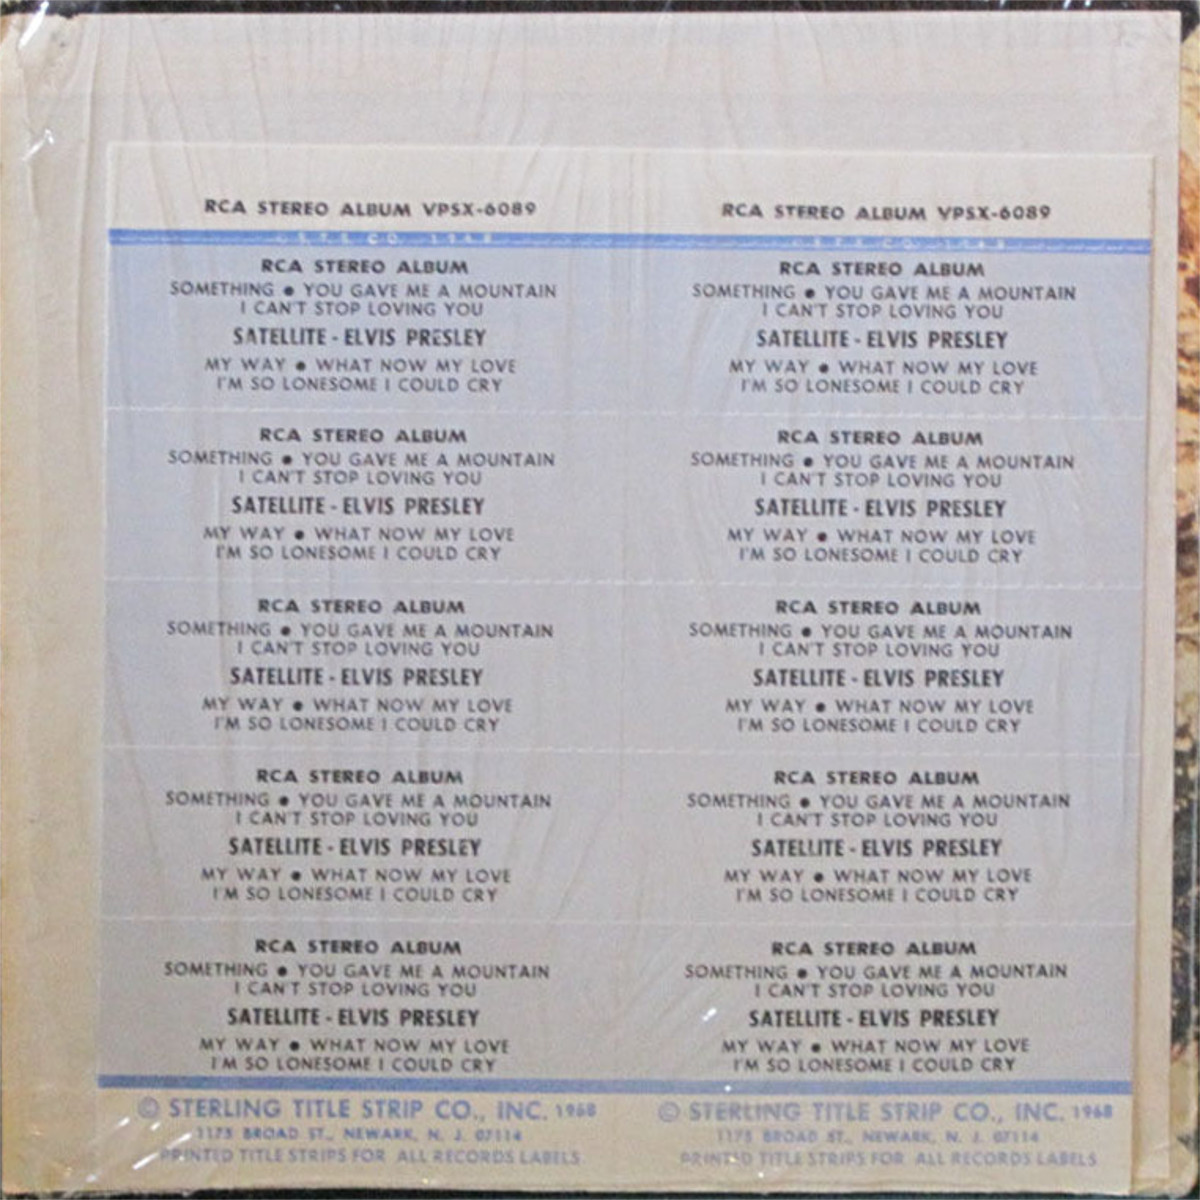 RCA STEREO ALBUM VPSX-6089
RCA STEREO ALBUM
SOMETHING ● YOU GAVE ME A MOUNTAIN
I CAN'T STOP LOVING YOU
SATELLITE - ELVIS PRESLEY
MY WAY ● WHAT NOW MY LOVE
I'M SO LONESOME I COULD CRY
RCA STEREO ALBUM
SOMETHING ● YOU GAVE ME A MOUNTAIN
I CAN'T STOP LOVING YOU
SATELLITE - ELVIS PRESLEY
MY WAY ● WHAT NOW MY LOVE
I'M SO LONESOME I COULD CRY
RCA STEREO ALBUM
SOMETHING ● YOU GAVE ME A MOUNTAIN
I CAN'T STOP LOVING YOU
SATELLITE - ELVIS PRESLEY
MY WAY ● WHAT NOW MY LOVE
I'M SO LONESOME I COULD CRY
RCA STEREO ALBUM
SOMETHING ● YOU GAVE ME A MOUNTAIN
I CAN'T STOP LOVING YOU
SATELLITE - ELVIS PRESLEY
MY WAY ● WHAT NOW MY LOVE
I'M SO LONESOME I COULD CRY
RCA STEREO ALBUM
SOMETHING ● YOU GAVE ME A MOUNTAIN
I CAN'T STOP LOVING YOU
SATELLITE - ELVIS PRESLEY
MY WAY ● WHAT NOW MY LOVE
I'M SO LONESOME I COULD CRY
© STERLING TITLE STRIP CO., INC. 1968
1175 BROAD ST., NEWARK, N. J. 07114
PRINTED TITLE STRIPS FOR ALL RECORDS LABELS
RCA STEREO ALBUM VPSX-6089
RCA STEREO ALBUM
SOMETHING ● YOU GAVE ME A MOUNTAIN
I CAN'T STOP LOVING YOU
SATELLITE - ELVIS PRESLEY
MY WAY ● WHAT NOW MY LOVE
I'M SO LONESOME I COULD CRY
RCA STEREO ALBUM
SOMETHING ● YOU GAVE ME A MOUNTAIN
I CAN'T STOP LOVING YOU
SATELLITE - ELVIS PRESLEY
MY WAY ● WHAT NOW MY LOVE
I'M SO LONESOME I COULD CRY
RCA STEREO ALBUM
SOMETHING ● YOU GAVE ME A MOUNTAIN
I CAN'T STOP LOVING YOU
SATELLITE - ELVIS PRESLEY
MY WAY ● WHAT NOW MY LOVE
I'M SO LONESOME I COULD CRY
RCA STEREO ALBUM
SOMETHING ● YOU GAVE ME A MOUNTAIN
I CAN'T STOP LOVING YOU
SATELLITE - ELVIS PRESLEY
MY WAY ● WHAT NOW MY LOVE
I'M SO LONESOME I COULD CRY
RCA STEREO ALBUM
SOMETHING ● YOU GAVE ME A MOUNTAIN
I CAN'T STOP LOVING YOU
SATELLITE - ELVIS PRESLEY
MY WAY ● WHAT NOW MY LOVE
I'M SO LONESOME I COULD CRY
© STERLING TITLE STRIP CO., INC. 1968
1175 BROAD ST., NEWARK, N. J. 07114
PRINTED TITLE STRIPS FOR ALL RECORDS LABELS